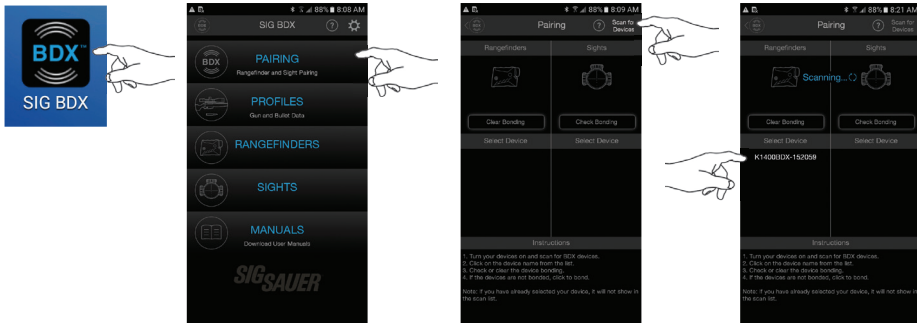 BDX™
SIG BDX
88% 8:08 AM
SIG BDX
?
BDX
PAIRING
Rangefinder and Sight Pairing
PROFILES
Gun and Bullet Data
RANGEFINDERS
SIGHTS
MANUALS
Download User Manuals
SIG SAUER
88% 8:09 AM
Pairing
?
Scan for
Devices
Rangefinders Sights
Clear Bonding Check Bonding
Select Device Select Device
Instructions
1. Turn your devices on and scan for BDX devices.
2. Click on the device name from the list.
3. Check or clear the device bonding.
4. If the devices are not bonded, click to bond.
Note: If you have already selected your device, it will not show in
the scan list.
88% 8:21 AM
Pairing
?
Scan for
Devices
Rangefinders Sights
Scanning...
Clear Bonding Check Bonding
Select Device Select Device
K1400BDX-152059
Instructions
1. Turn your devices on and scan for BDX devices.
2. Click on the device name from the list.
3. Check or clear the device bonding.
4. If the devices are not bonded, click to bond.
Note: If you have already selected your device, it will not show in
the scan list.